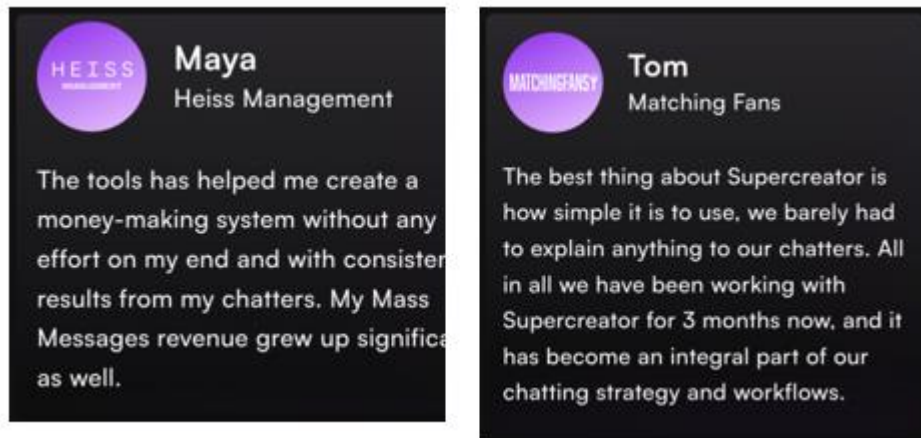 HEISS
MANAGEMENT
Maya
Heiss Management
The tools has helped me create a
money-making system without any
effort on my end and with
results from my chatters. My Mass
Messages revenue grew up
as well.
MATCHINGFANSY
Tom
Matching Fans
The best thing about Supercreator is
how simple it is to use, we barely had
to explain anything to our chatters. All
in all we have been working with
Supercreator for 3 months now, and it
has become an integral part of our
chatting strategy and workflows.